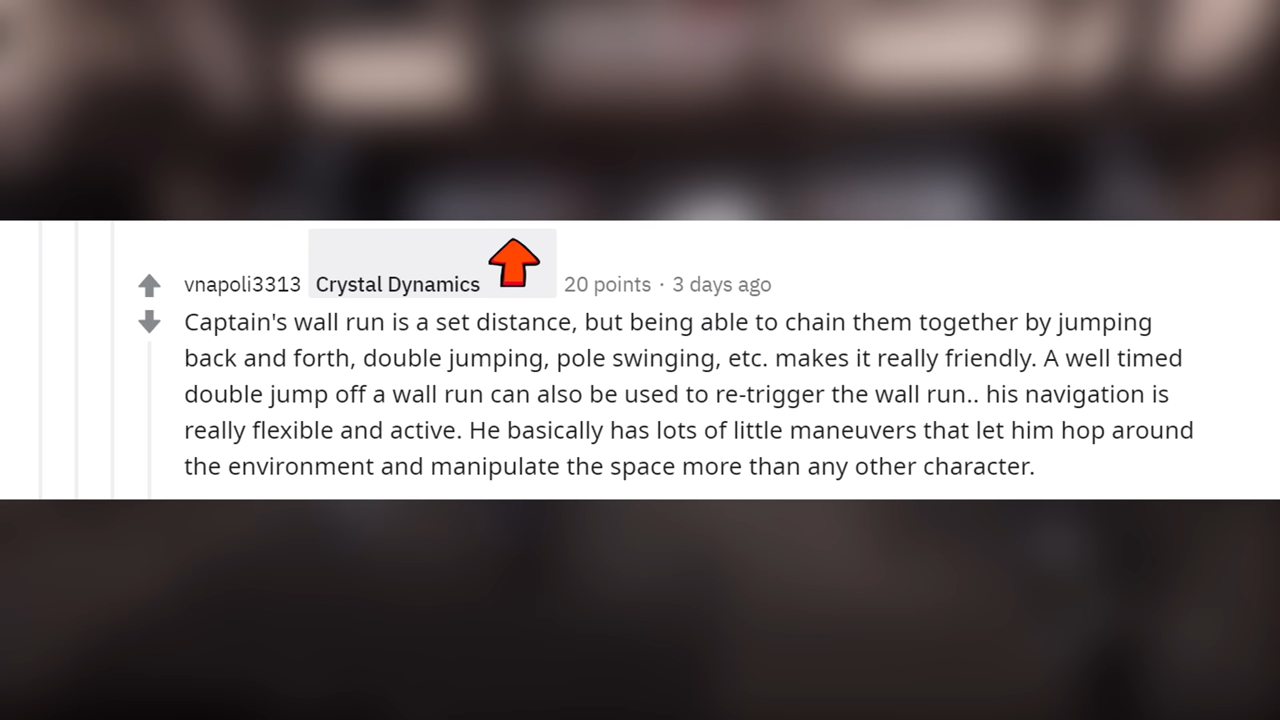 vnapoli3313 Crystal Dynamics 20 points · 3 days ago
Captain's wall run is a set distance, but being able to chain them together by jumping
back and forth, double jumping, pole swinging, etc. makes it really friendly. A well timed
double jump off a wall run can also be used to re-trigger the wall run.. his navigation is
really flexible and active. He basically has lots of little maneuvers that let him hop around
the environment and manipulate the space more than any other character.